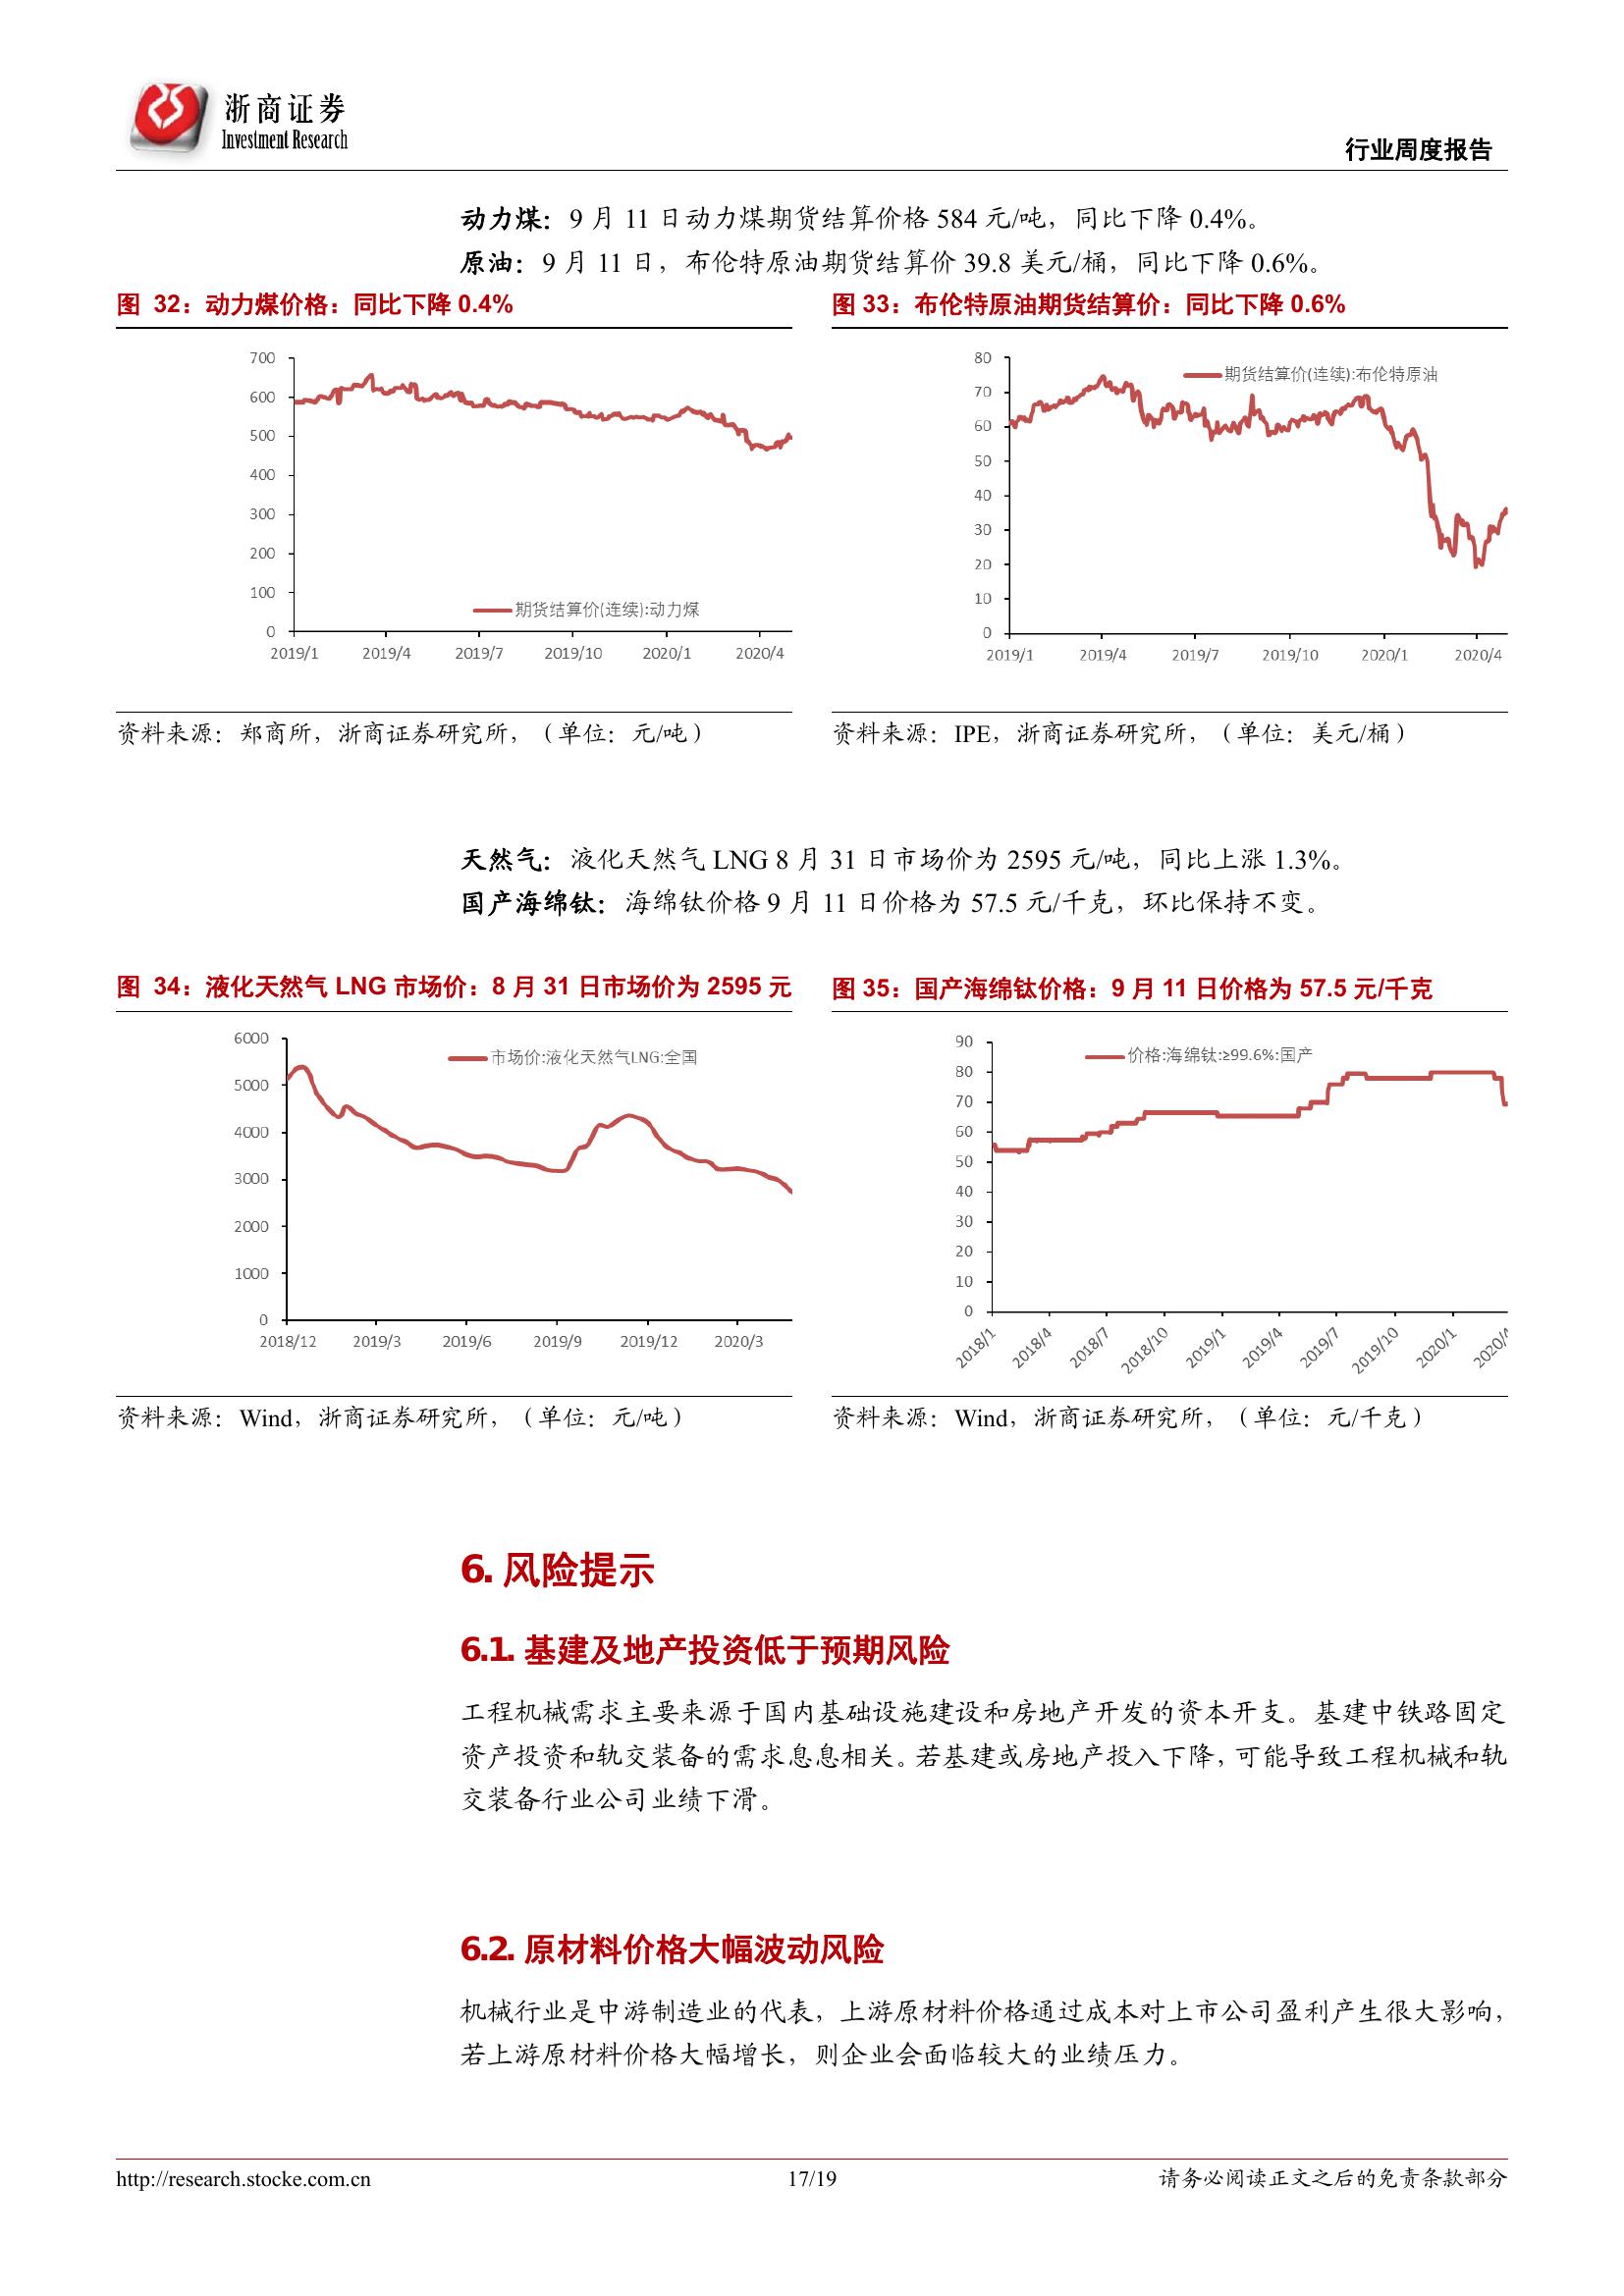 浙商证券
Investment Research
行业周度报告
动力煤：9 月 11 日动力煤期货结算价格 584 元/吨，同比下降 0.4%。
原油：9 月 11 日，布伦特原油期货结算价 39.8 美元/桶，同比下降 0.6%。
图 32：动力煤价格：同比下降 0.4%
700
600
500
400
300
200
100
0
期货结算价(连续):动力煤
2019/1 2019/4 2019/7 2019/10 2020/1 2020/4
资料来源：郑商所，浙商证券研究所，（单位：元/吨）
图 33：布伦特原油期货结算价：同比下降 0.6%
80
70
60
50
40
30
20
10
0
期货结算价(连续):布伦特原油
2019/1 2019/4 2019/7 2019/10 2020/1 2020/4
资料来源：IPE，浙商证券研究所，（单位：美元/桶）
天然气：液化天然气 LNG 8 月 31 日市场价为 2595 元/吨，同比上涨 1.3%。
国产海绵钛：海绵钛价格 9 月 11 日价格为 57.5 元/千克，环比保持不变。
图 34：液化天然气 LNG 市场价：8 月 31 日市场价为 2595 元
6000
5000
4000
3000
2000
1000
0
市场价:液化天然气LNG:全国
2018/12 2019/3 2019/6 2019/9 2019/12 2020/3
资料来源：Wind，浙商证券研究所，（单位：元/吨）
图 35：国产海绵钛价格：9 月 11 日价格为 57.5 元/千克
90
80
70
60
50
40
30
20
10
0
价格:海绵钛:≥99.6%:国产
2018/1 2018/4 2018/7 2018/10 2019/1 2019/4 2019/7 2019/10 2020/1 2020/4
资料来源：Wind，浙商证券研究所，（单位：元/千克）
6. 风险提示
6.1. 基建及地产投资低于预期风险
工程机械需求主要来源于国内基础设施建设和房地产开发的资本开支。基建中铁路固定
资产投资和轨交装备的需求息息相关。若基建或房地产投入下降，可能导致工程机械和轨
交装备行业公司业绩下滑。
6.2. 原材料价格大幅波动风险
机械行业是中游制造业的代表，上游原材料价格通过成本对上市公司盈利产生很大影响，
若上游原材料价格大幅增长，则企业会面临较大的业绩压力。
http://research.stocke.com.cn
17/19
请务必阅读正文之后的免责条款部分